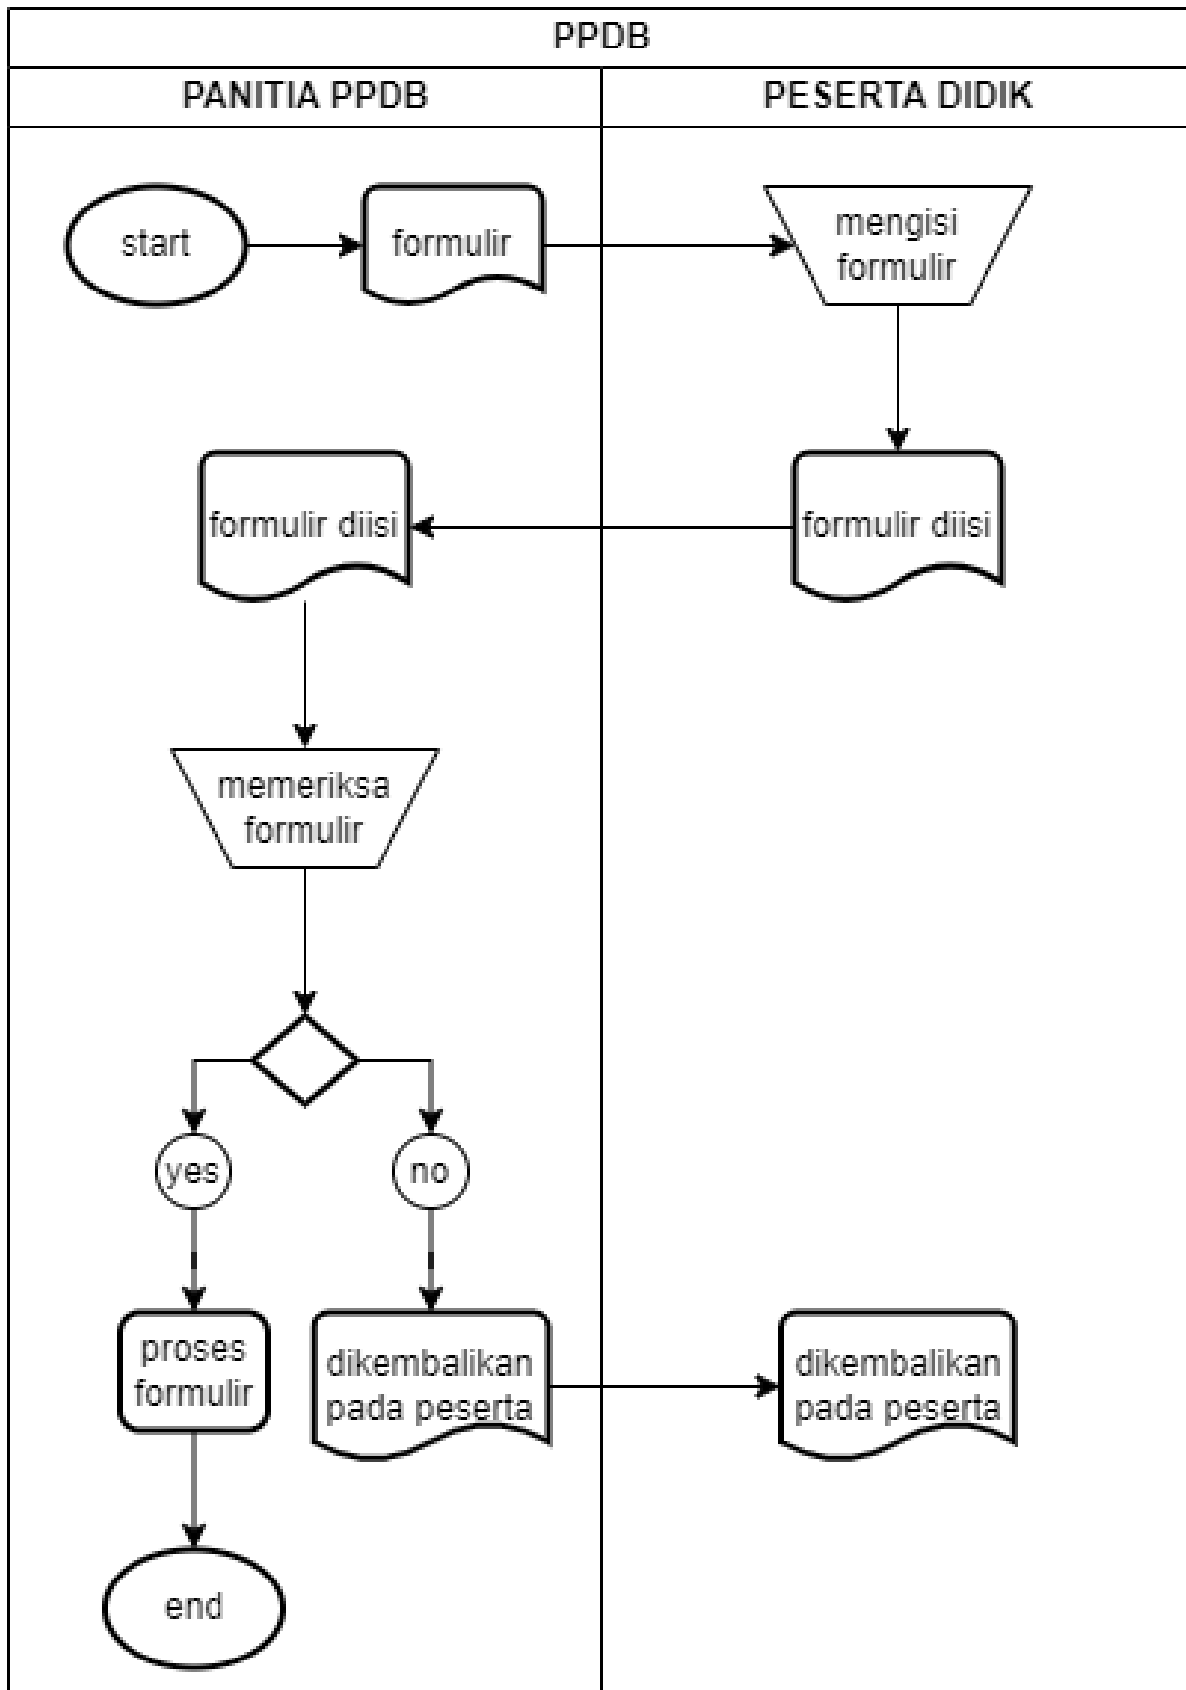 PPDB
PANITIA PPDB
PESERTA DIDIK
start
formulir
mengisi
formulir
formulir diisi
formulir diisi
memeriksa
formulir
yes
no
proses
formulir
dikembalikan
pada peserta
dikembalikan
pada peserta
end